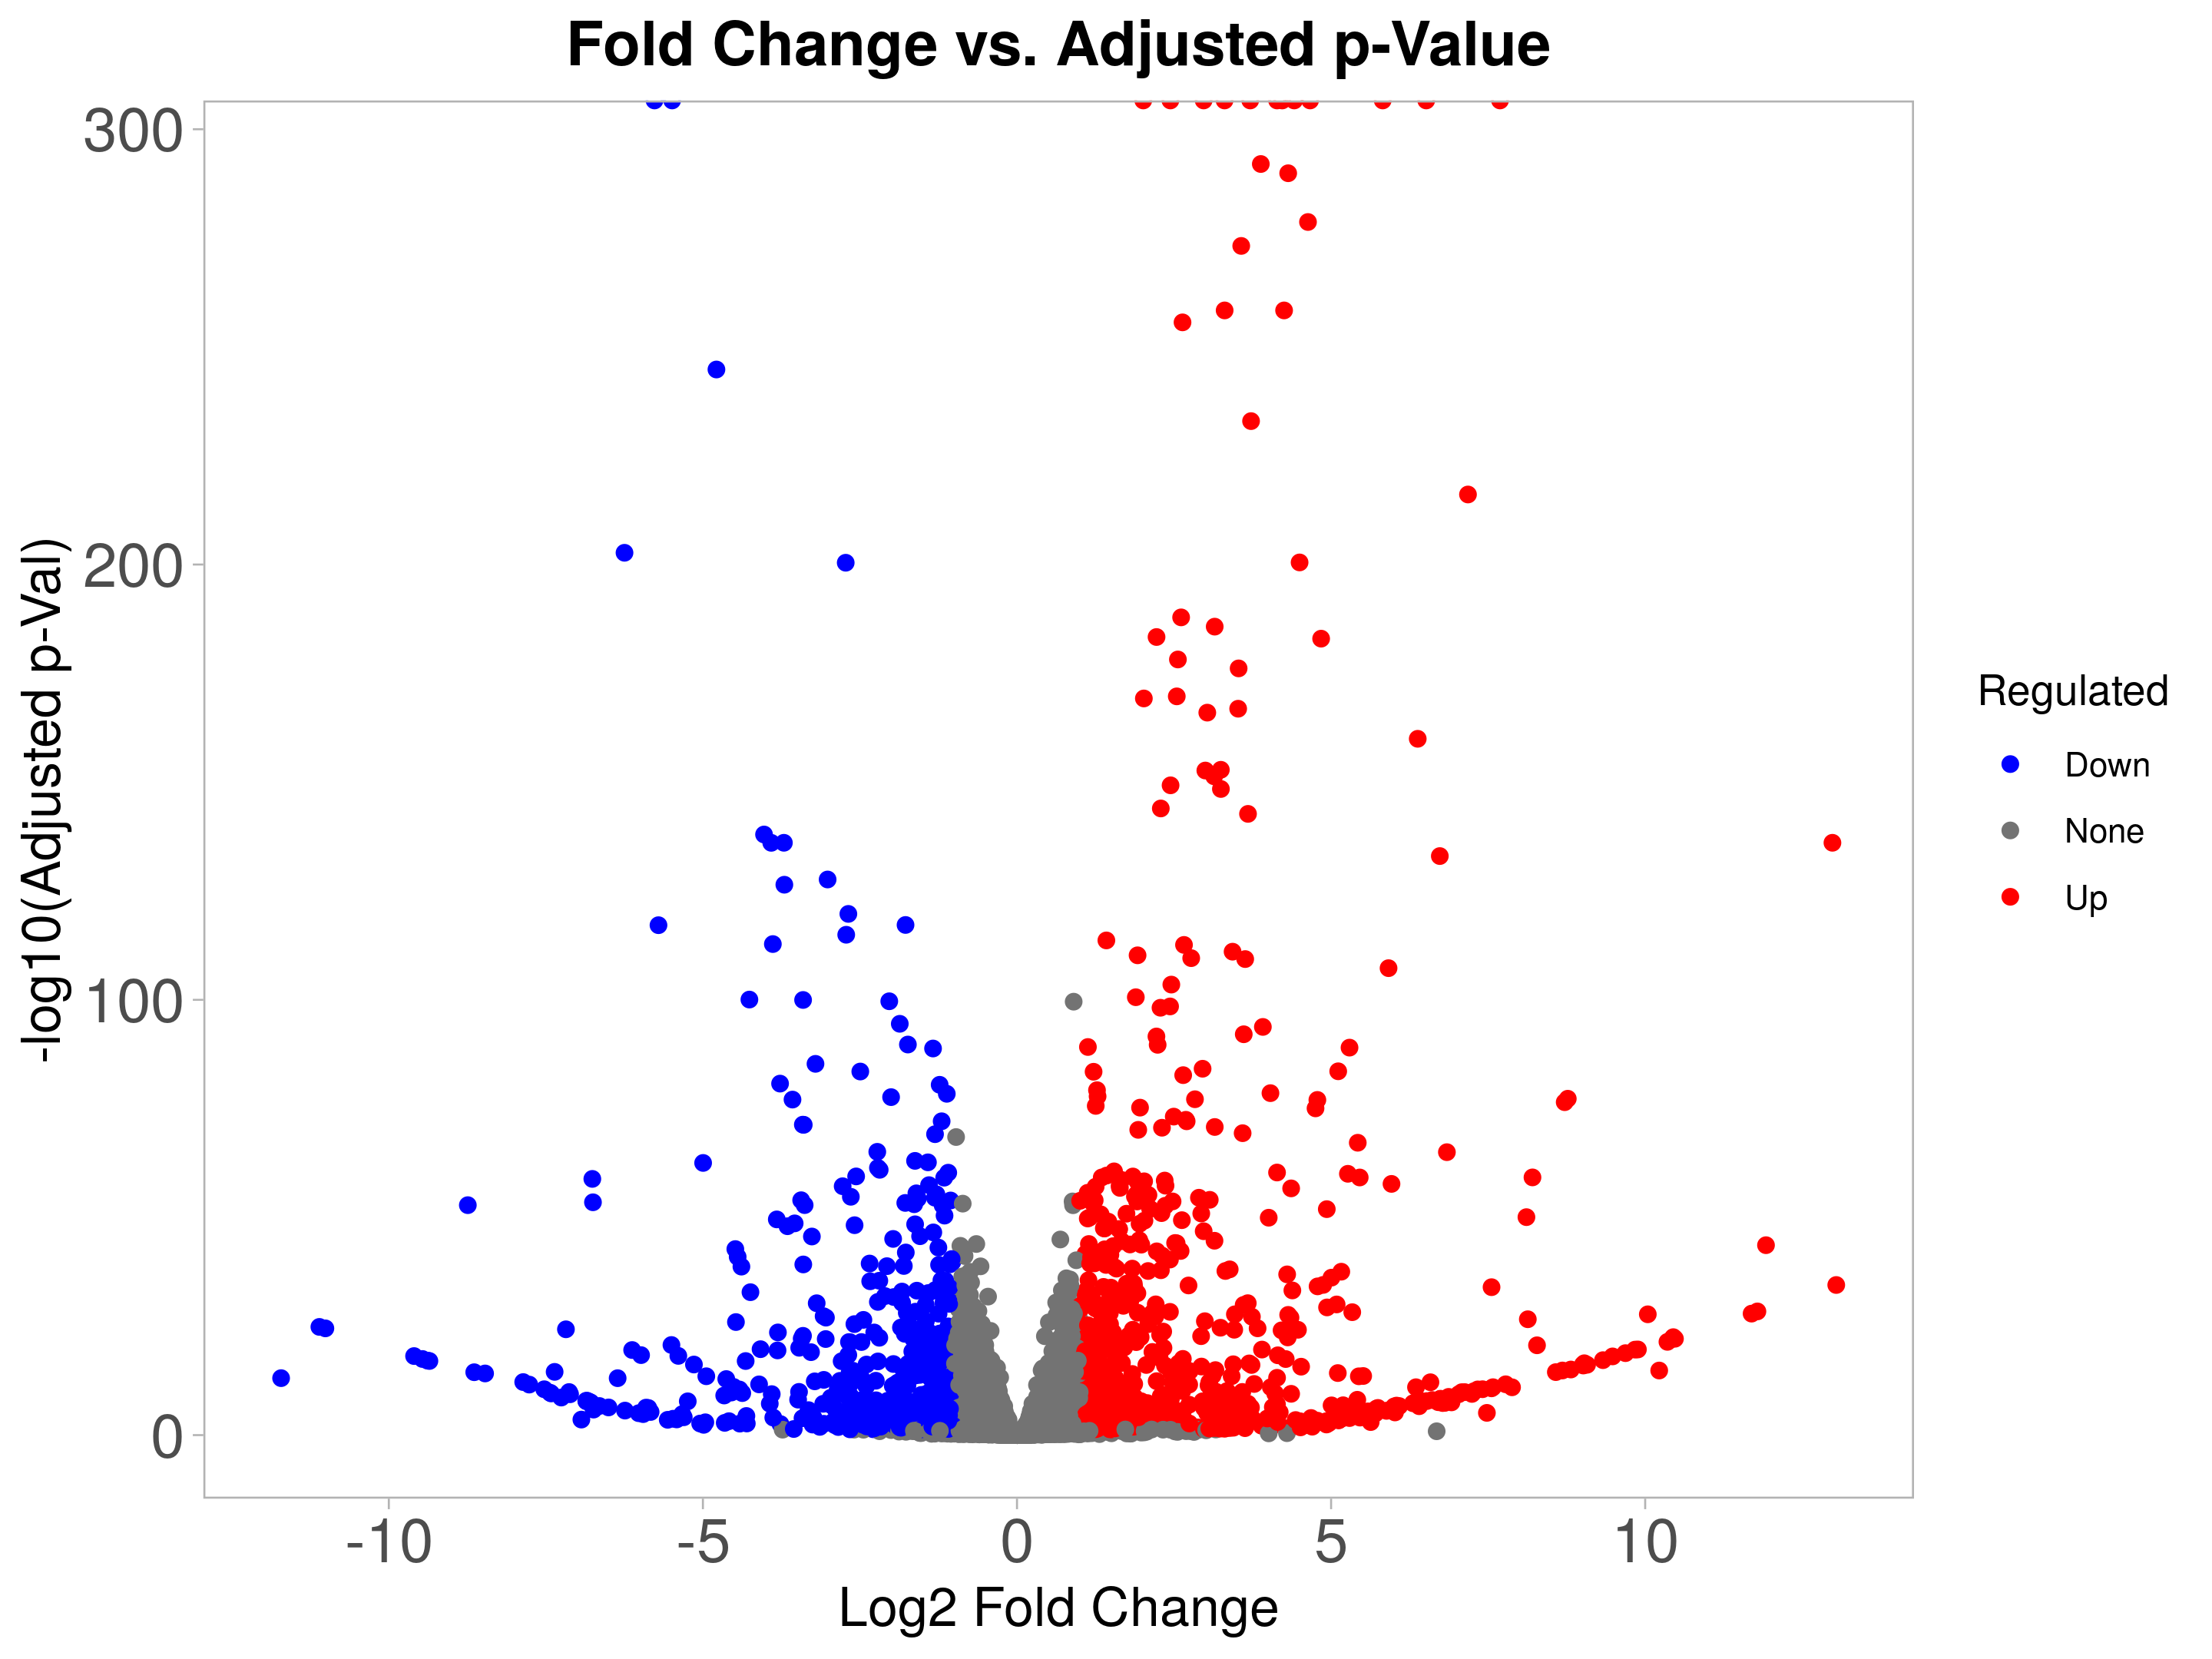 Fold Change vs. Adjusted p-Value
-log10(Adjusted p-Val)
300
200
100
0
-10
-5
0
5
10
Log2 Fold Change
Regulated
Down
None
Up